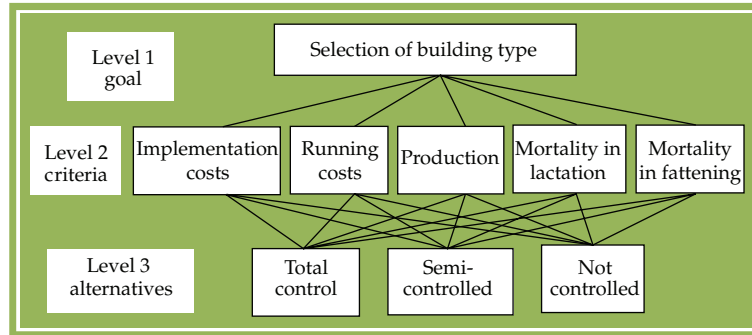 Level 1
goal
Selection of building type
Level 2
criteria
Implementation
costs
Running
costs
Production
Mortality in
lactation
Mortality
in fattening
Level 3
alternatives
Total
control
Semi-
controlled
Not
controlled